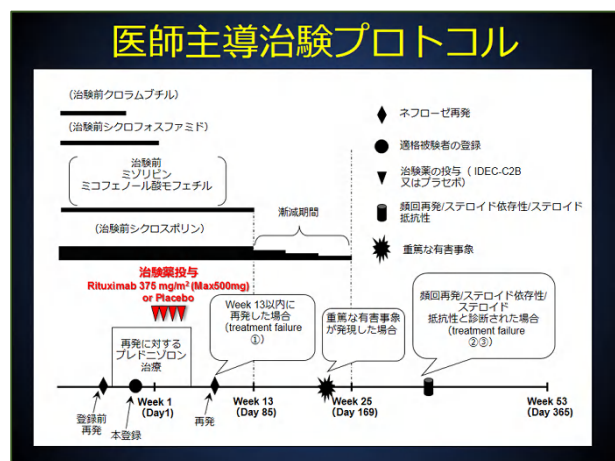 医師主導治験プロトコル
（治験前クロラムブチル）
（治験前シクロフォスファミド）
治験前
ミゾリビン
ミコフェノール酸モフェチル
（治験前シクロスポリン）
漸減期間
ネフローゼ再発
適格被験者の登録
治験薬の投与（ IDEC-C2B
又はプラセボ）
頻回再発/ステロイド依存性/ステロイド
抵抗性
重篤な有害事象
治験薬投与
Rituximab 375 mg/m² (Max500mg)
or Placebo
再発に対する
プレドニゾロン
治療
Week 13以内に
再発した場合
（treatment failure
①）
重篤な有害事象
が発現した場合
頻回再発/ステロイド依存性/
ステロイド
抵抗性と診断された場合
（treatment failure
②③）
Week 1
(Day1)
Week 13
(Day 85)
Week 25
(Day 169)
Week 53
(Day 365)
登録前
再発
本登録
再発